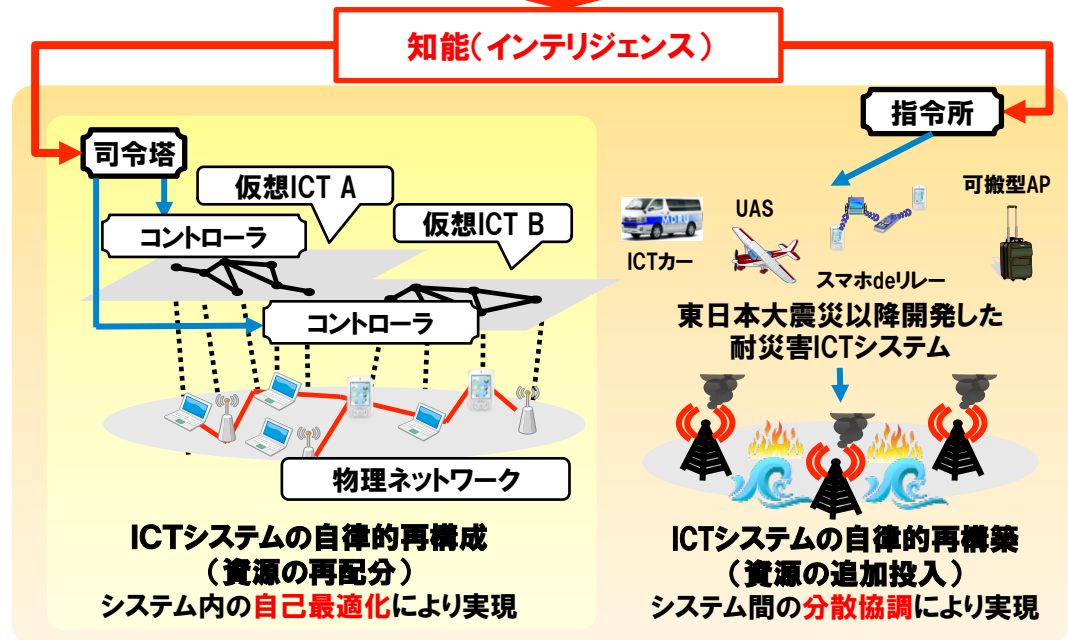 知能(インテリジェンス)
指令所
司令塔
仮想ICT A
仮想ICT B
コントローラ
コントローラ
物理ネットワーク
ICTシステムの自律的再構成
(資源の再配分)
システム内の自己最適化により実現
MDRU
ICTカー
UAS
スマホdeリレー
可搬型AP
東日本大震災以降開発した
耐災害ICTシステム
ICTシステムの自律的再構築
(資源の追加投入)
システム間の分散協調により実現